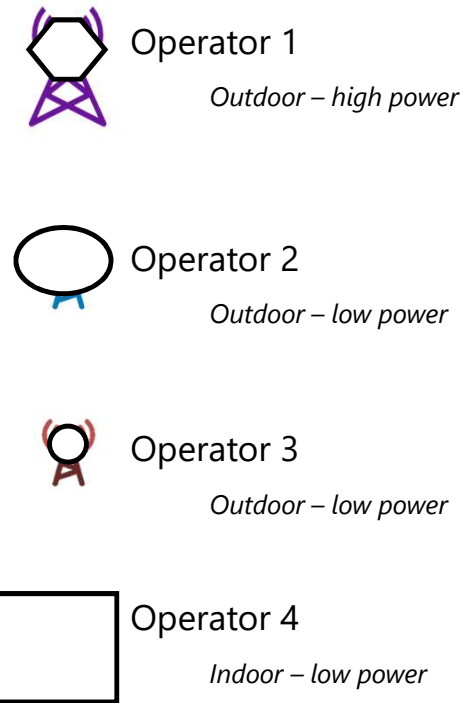 Operator 1
Outdoor – high power
Operator 2
Outdoor – low power
Operator 3
Outdoor – low power
Operator 4
Indoor – low power